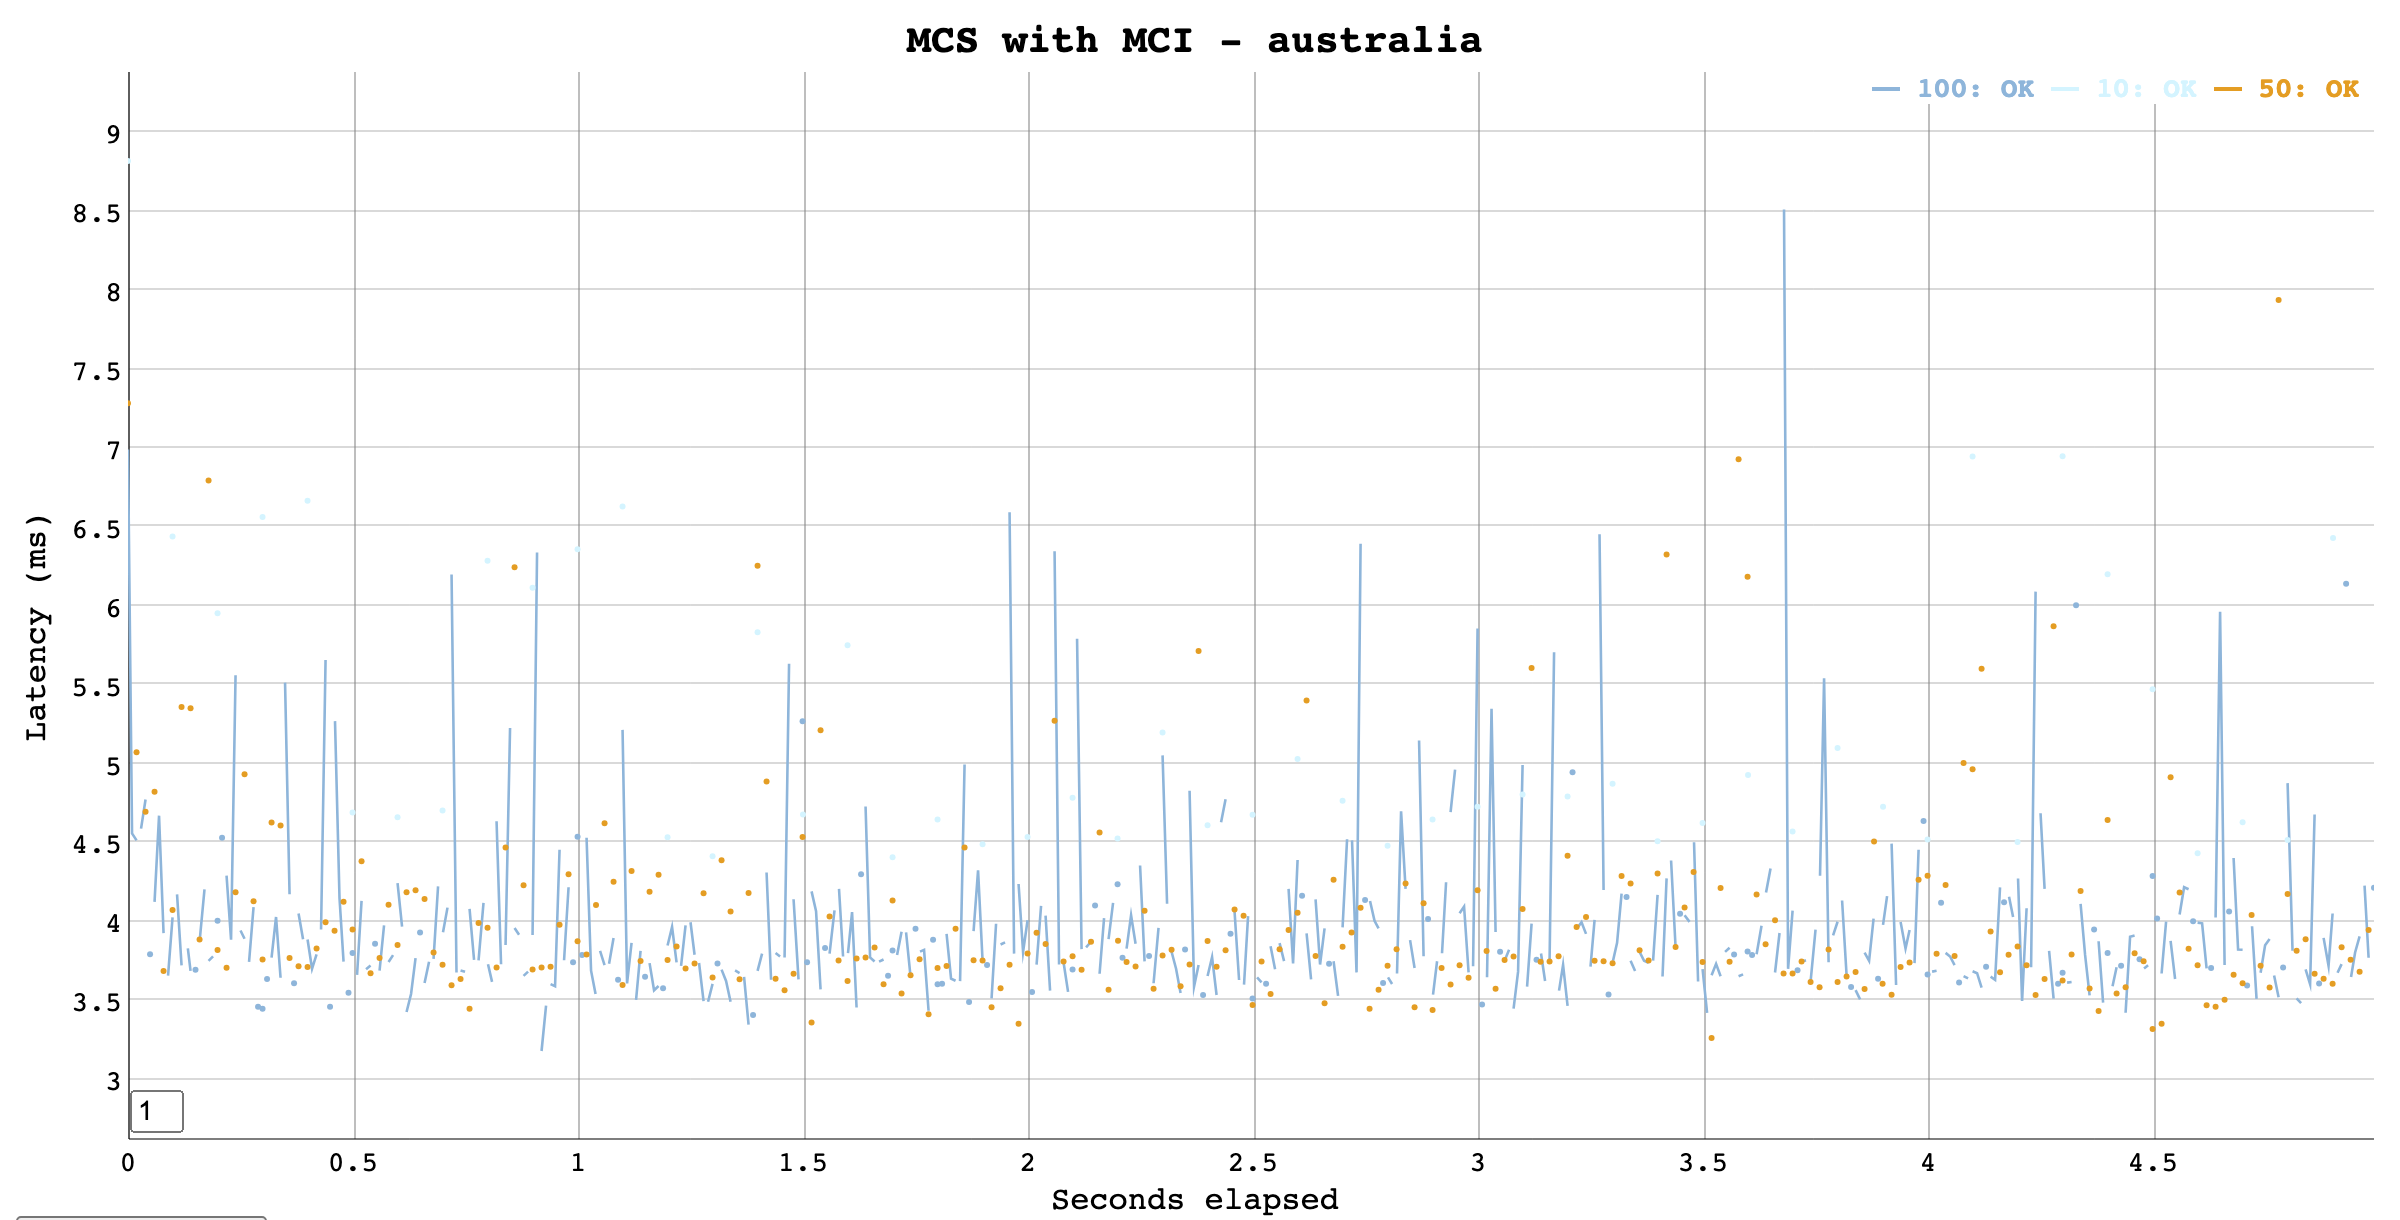 MCS with MCI - australia
100: OK 10: OK 50: OK
Latency (ms)
9
8.5
8
7.5
7
6.5
6
5.5
5
4.5
4
3.5
3
1
0 0.5 1 1.5 2 2.5 3 3.5 4 4.5
Seconds elapsed